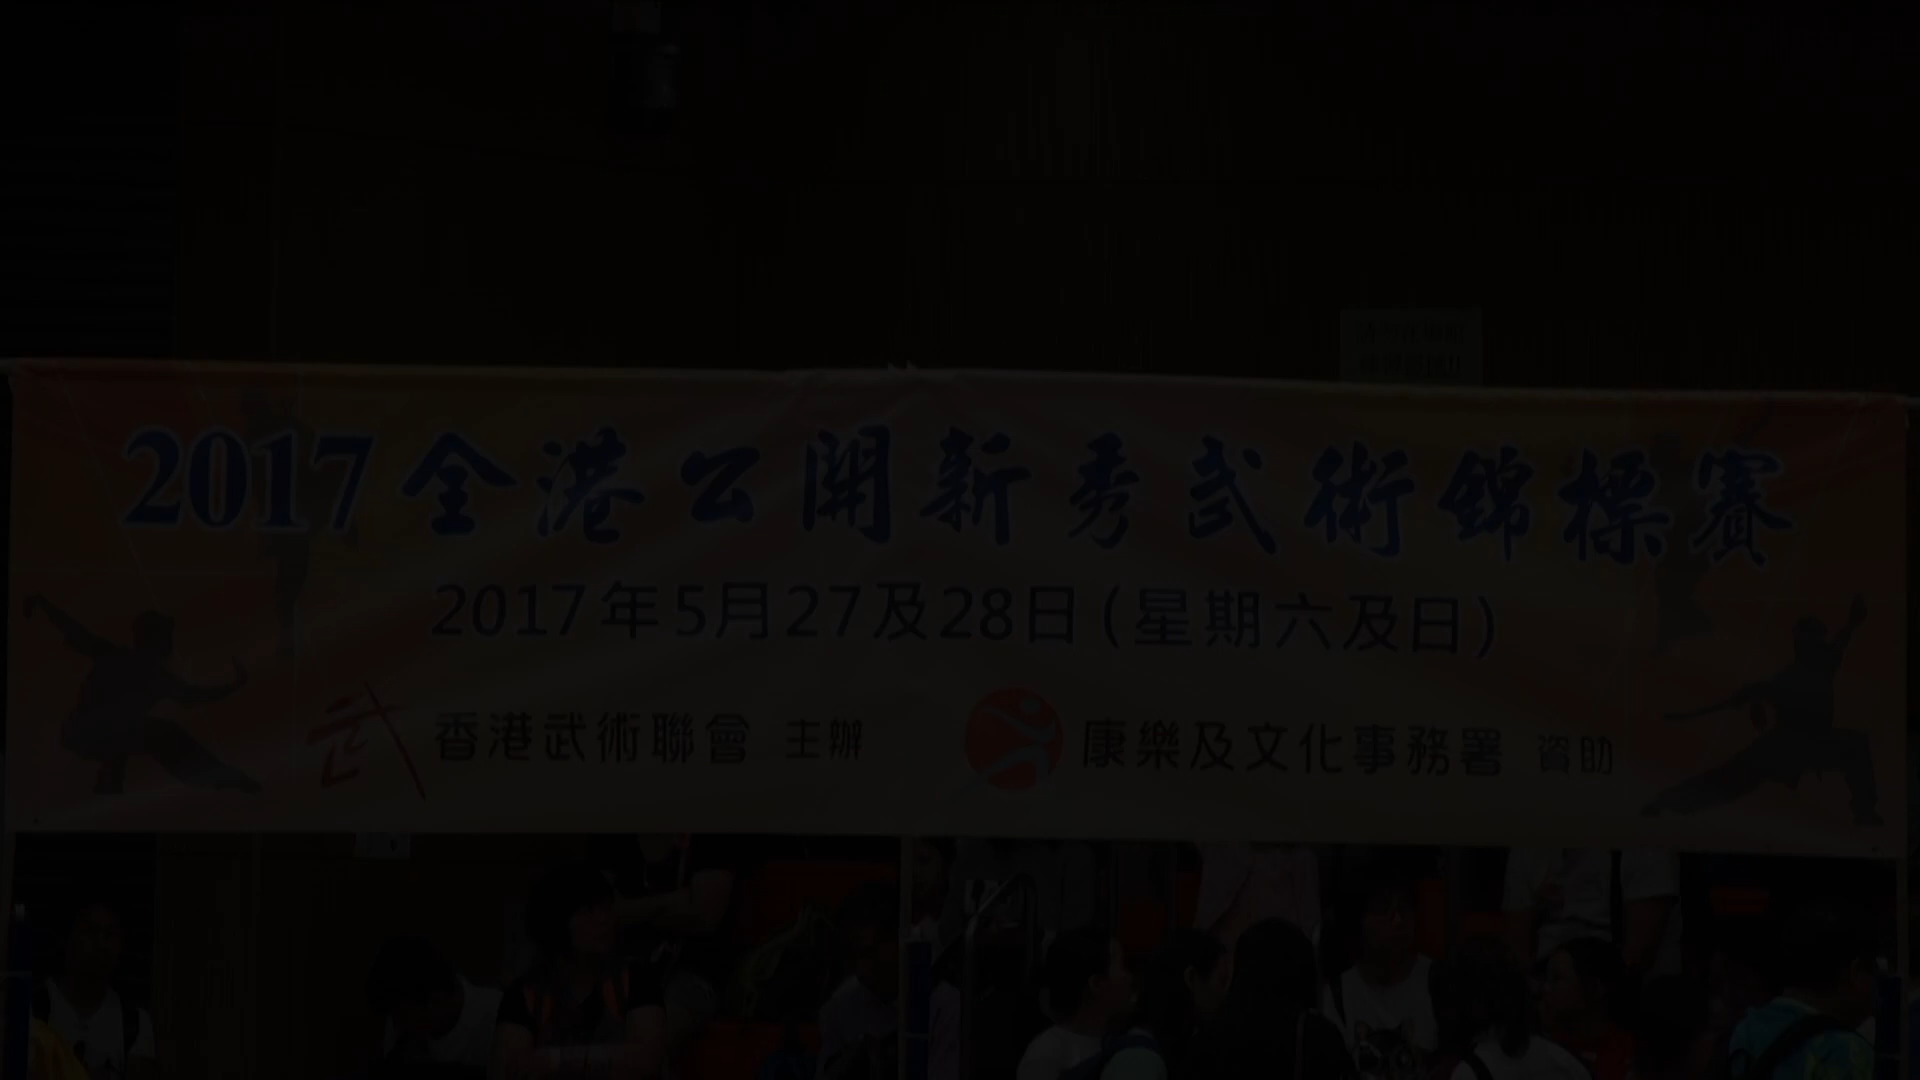 2017全港公開新秀武術錦標賽
2017年5月27及28日(星期六及日)
武 香港武術聯會 主辦 康樂及文化事務署 資助